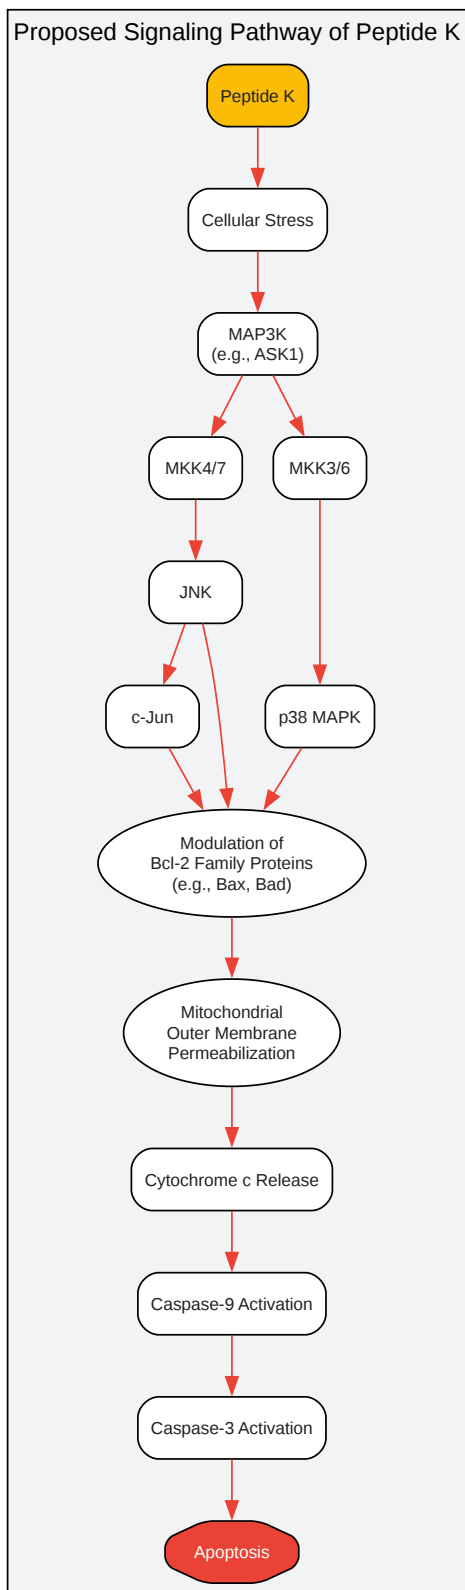 Proposed Signaling Pathway of Peptide K
Peptide K
Cellular Stress
MAP3K
(e.g., ASK1)
MKK4/7
MKK3/6
JNK
c-Jun
p38 MAPK
Modulation of
Bcl-2 Family Proteins
(e.g., Bax, Bad)
Mitochondrial
Outer Membrane
Permeabilization
Cytochrome c Release
Caspase-9 Activation
Caspase-3 Activation
Apoptosis